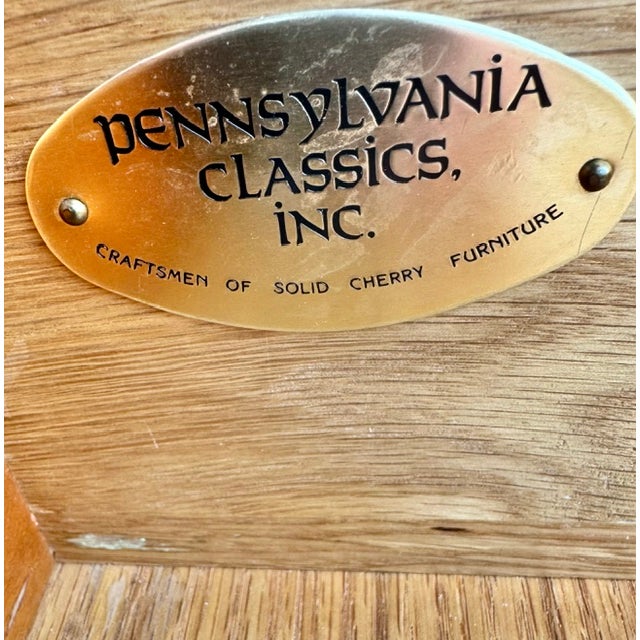 PENNSYLVANIA
CLASSICS,
INC.
CRAFTSMEN OF SOLID CHERRY FURNITURE